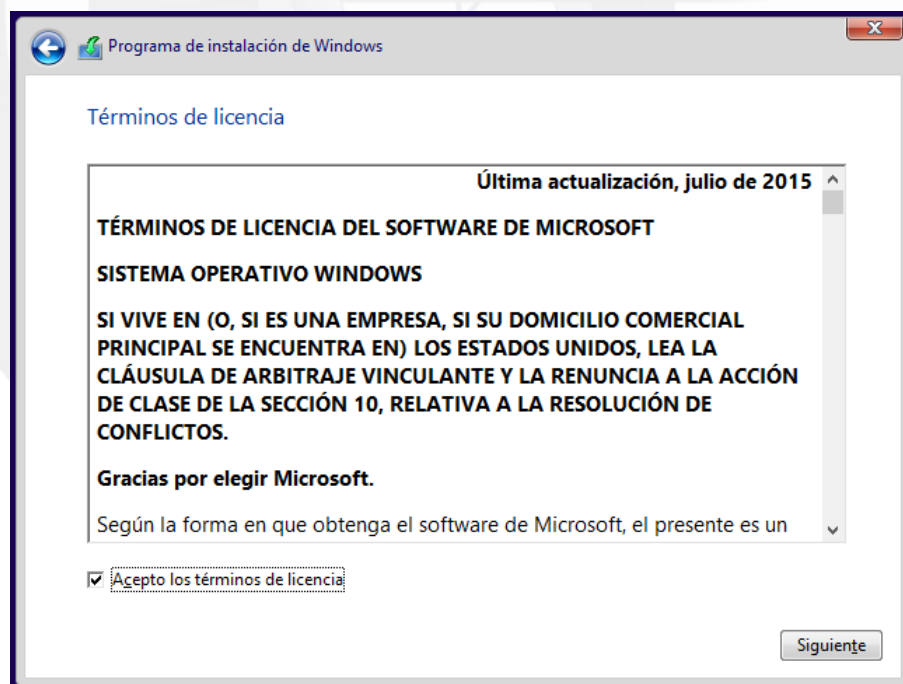 Programa de instalación de Windows
Términos de licencia
Última actualización, julio de 2015
TÉRMINOS DE LICENCIA DEL SOFTWARE DE MICROSOFT
SISTEMA OPERATIVO WINDOWS
SI VIVE EN (O, SI ES UNA EMPRESA, SI SU DOMICILIO COMERCIAL
PRINCIPAL SE ENCUENTRA EN) LOS ESTADOS UNIDOS, LEA LA
CLÁUSULA DE ARBITRAJE VINCULANTE Y LA RENUNCIA A LA ACCIÓN
DE CLASE DE LA SECCIÓN 10, RELATIVA A LA RESOLUCIÓN DE
CONFLICTOS.
Gracias por elegir Microsoft.
Según la forma en que obtenga el software de Microsoft, el presente es un
Acepto los términos de licencia
Siguiente